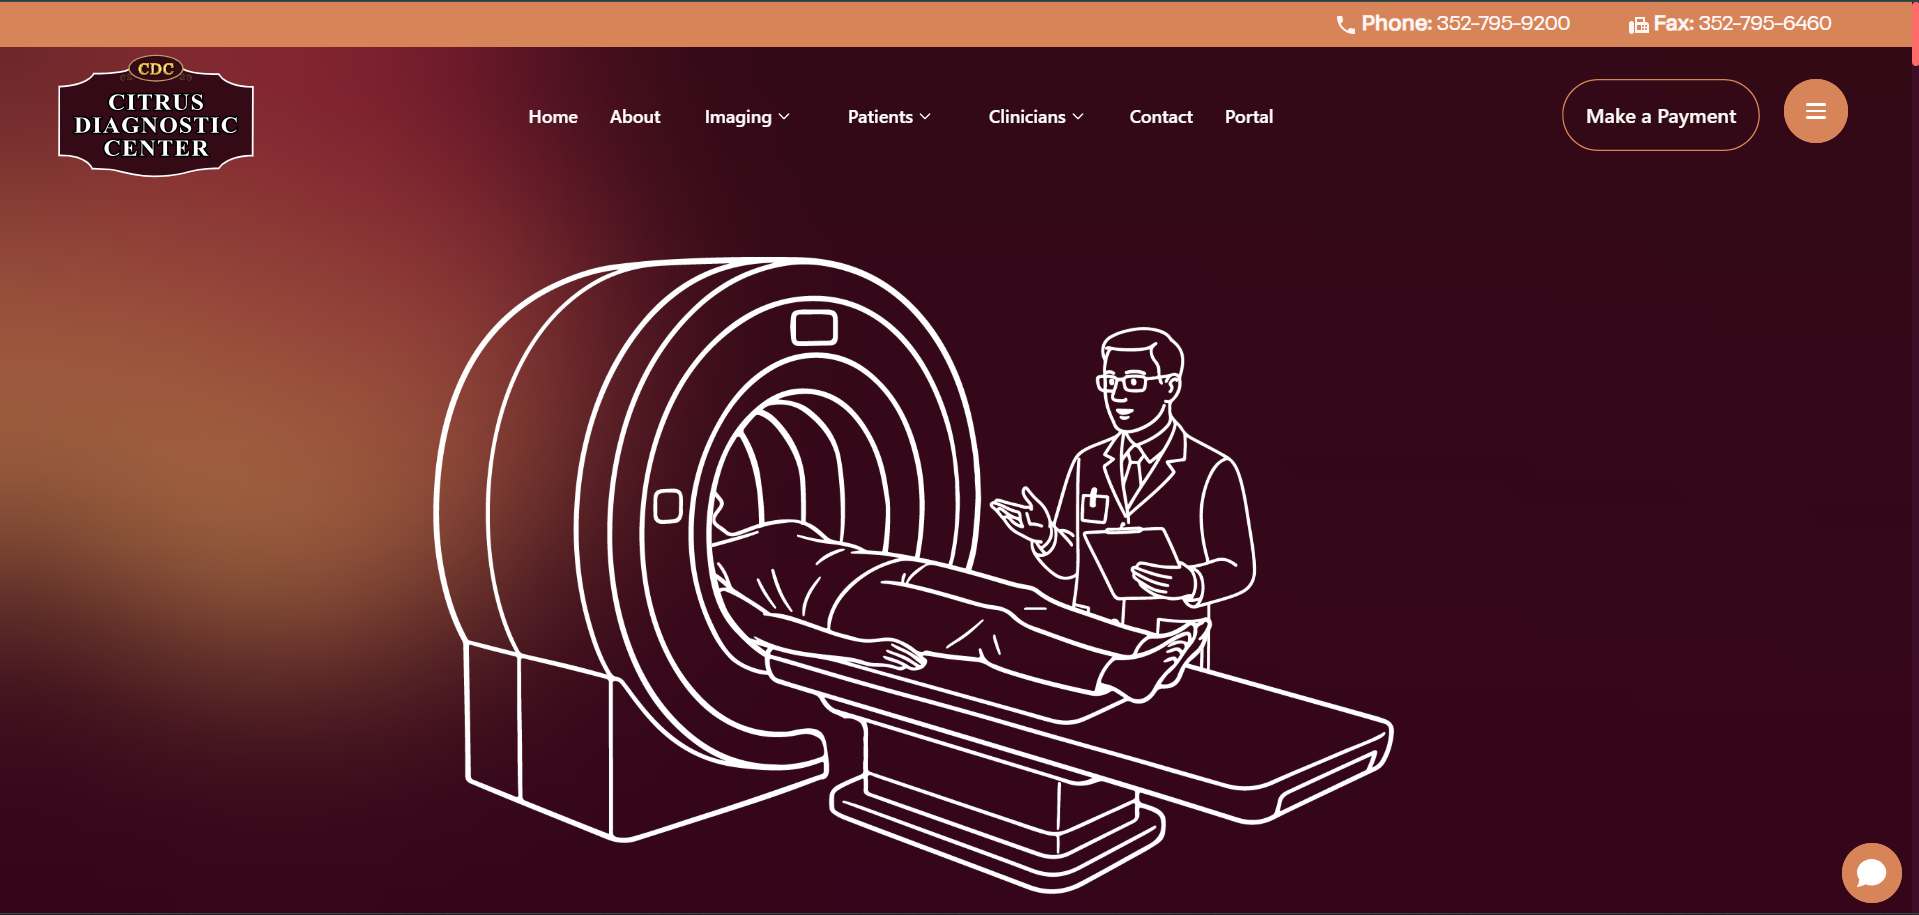 Phone: 352-795-9200
Fax: 352-795-6460
CDC
CITRUS
DIAGNOSTIC
CENTER
Home
About
Imaging
Patients
Clinicians
Contact
Portal
Make a Payment